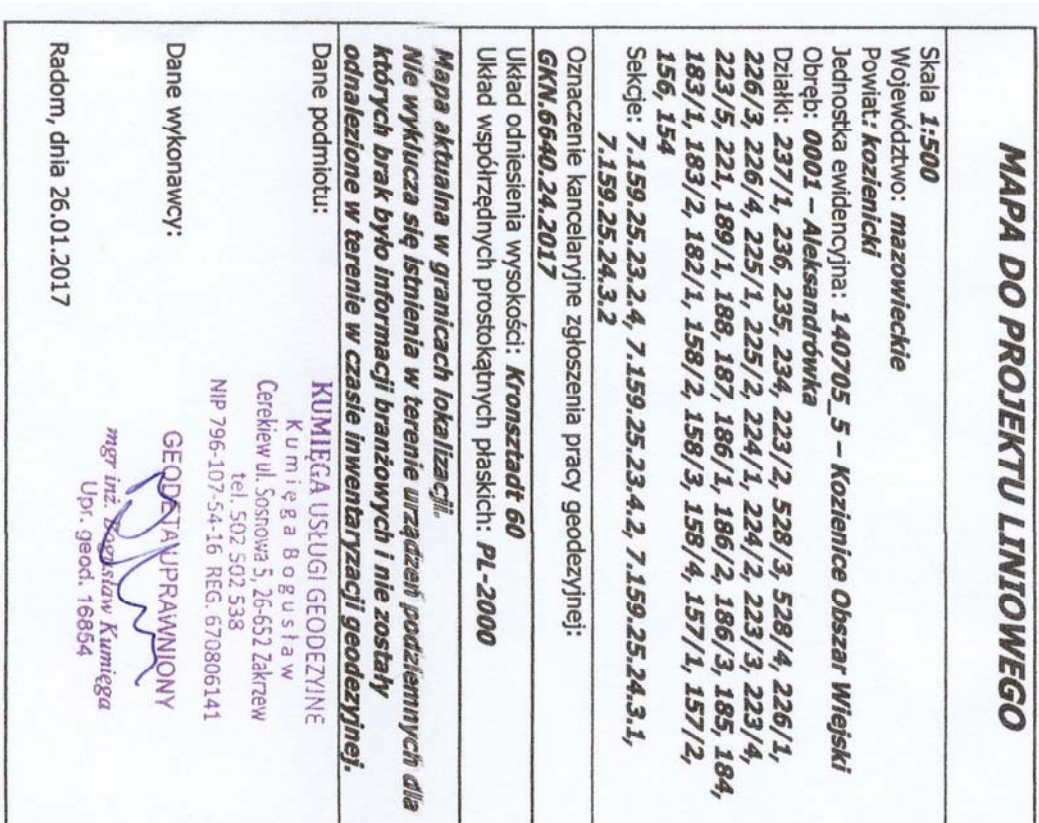 MAPA DO PROJEKTU LINIOWEGO
Skala 1:500
Województwo: mazowieckie
Powiat: kozienicki
Jednostka ewidencyjna: 140705_5 – Kozienice Obszar Wiejski
Obręb: 0001 – Aleksandrówka
Działki: 237/1, 236, 235, 234, 223/2, 528/3, 528/4, 226/1,
226/3, 226/4, 225/1, 225/2, 224/1, 224/2, 223/3, 223/4,
223/5, 221, 189/1, 188, 187, 186/1, 186/2, 186/3, 185, 184,
183/1, 183/2, 182/1, 158/2, 158/3, 158/4, 157/1, 157/2,
156, 154
Sekcje: 7.159.25.23.2.4, 7.159.25.23.4.2, 7.159.25.24.3.1,
7.159.25.24.3.2
Oznaczenie kancelaryjne zgłoszenia pracy geodezyjnej:
GKN.6640.24.2017
Układ odniesienia wysokości: Kronsztadt 60
Układ współrzędnych prostokątnych płaskich: PL-2000
Mapa aktualna w granicach lokalizacji.
Nie wyklucza się istnienia w terenie urządzeń podziemnych dla
których brak było informacji branżowych i nie zostały
odnalezione w terenie w czasie inwentaryzacji geodezyjnej.
Dane podmiotu:
KUMIĘGA USŁUGI GEODEZYJNE
Kumięga Bogusław
Cerekiew ul. Sosnowa 5, 26-652 Zakrzew
tel. 502 502 538
NIP 796-107-54-16 REG. 670806141
Dane wykonawcy:
GEODETA UPRAWNIONY
mgr inż. Bogusław Kumięga
Upr. geod. 16854
Radom, dnia 26.01.2017